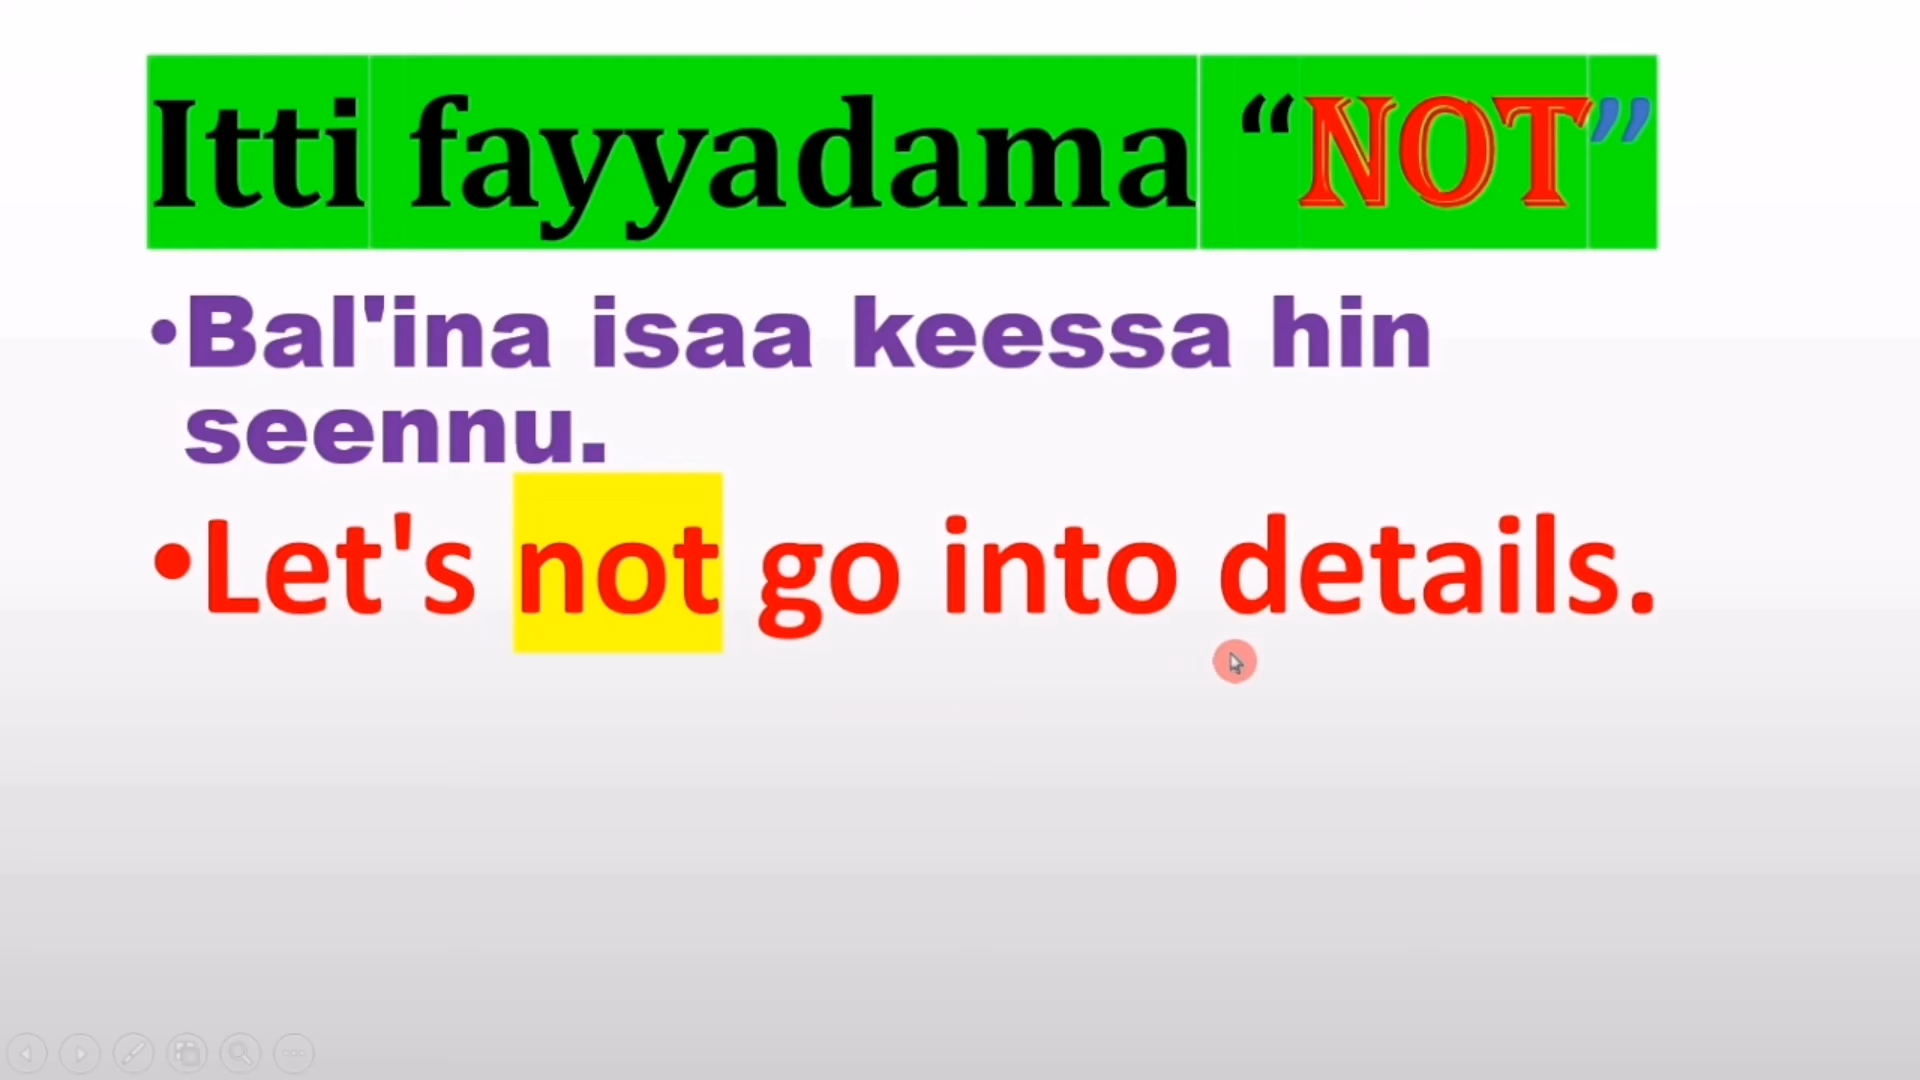 Itti fayyadama “NOT”
•Bal'ina isaa keessa hin
seennu.
•Let's not go into details.